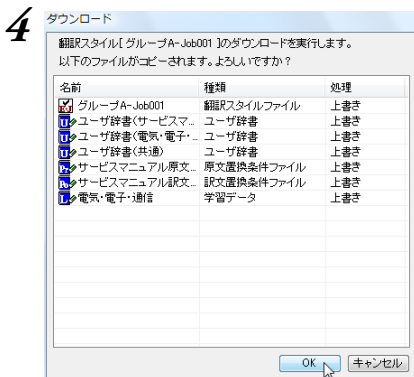 4
ダウンロード
翻訳スタイル[ グループA-Job001 ]のダウンロードを実行します。
以下のファイルがコピーされます。よろしいですか？
名前 種類 処理
グループA-Job001 翻訳スタイルファイル 上書き
ユーザ辞書(サービスマ... ユーザ辞書 上書き
ユーザ辞書(電気・電子・... ユーザ辞書 上書き
ユーザ辞書(共通) ユーザ辞書 上書き
サービスマニュアル原文... 原文置換条件ファイル 上書き
サービスマニュアル訳文... 訳文置換条件ファイル 上書き
電気・電子・通信 学習データ 上書き
OK キャンセル